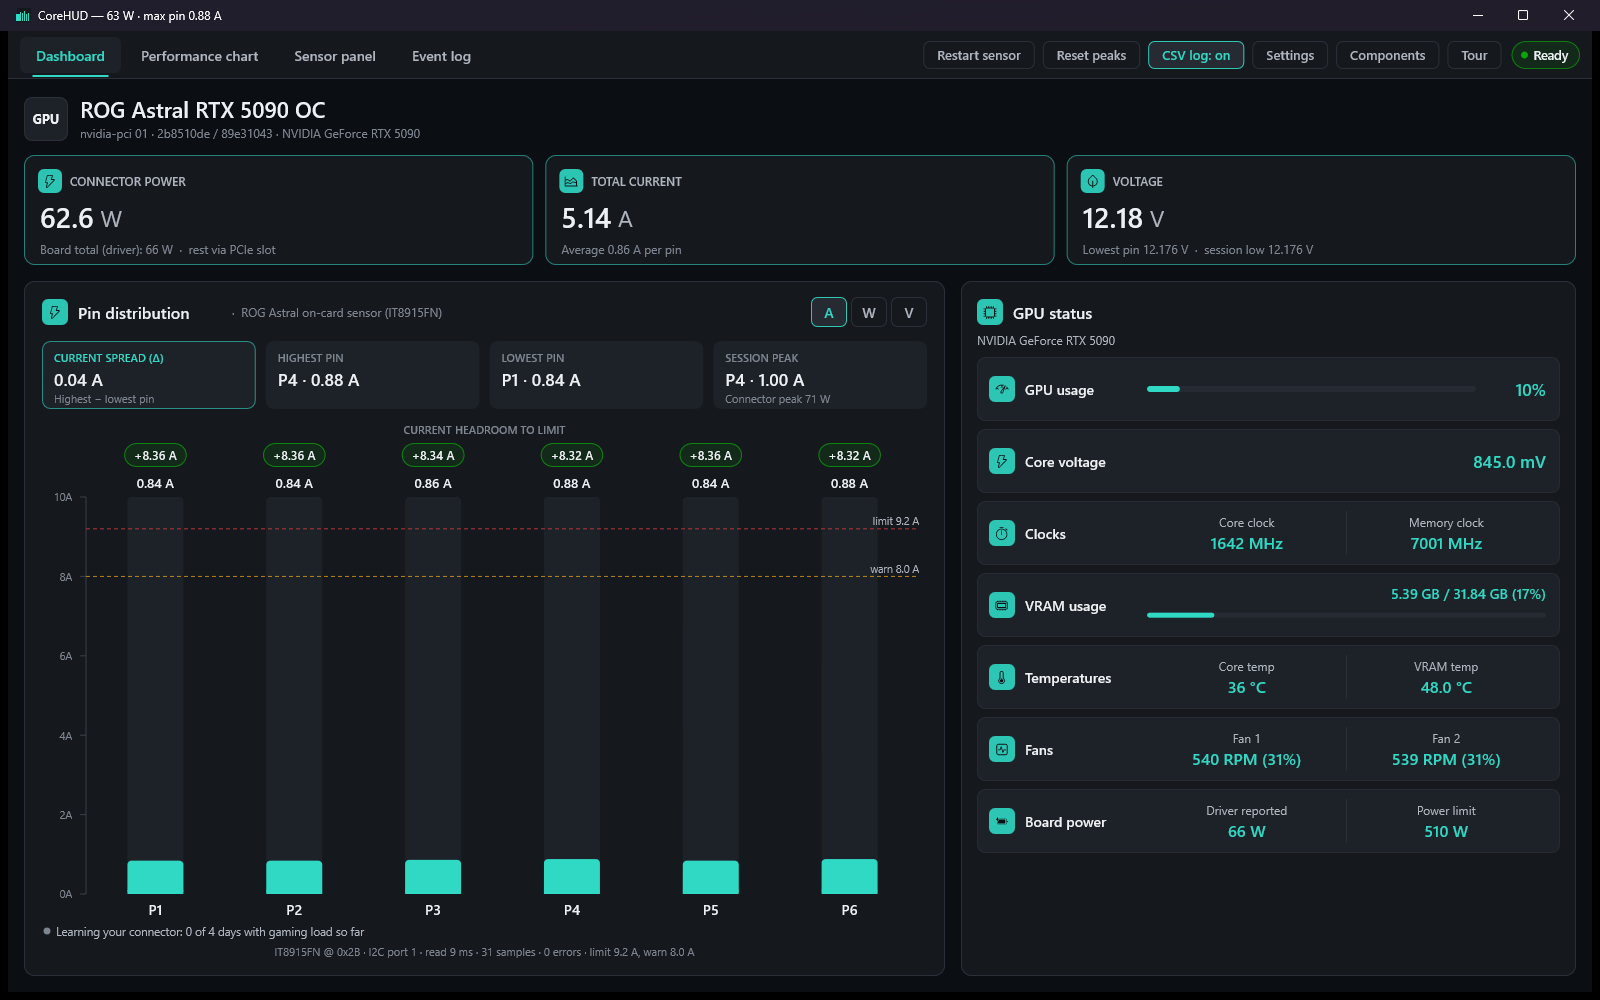 CoreHUD — 63 W · max pin 0.88 A
Dashboard
Performance chart
Sensor panel
Event log
Restart sensor
Reset peaks
CSV log: on
Settings
Components
Tour
Ready
GPU
ROG Astral RTX 5090 OC
nvidia-pci 01 · 2b8510de / 89e31043 · NVIDIA GeForce RTX 5090
CONNECTOR POWER
62.6 W
Board total (driver): 66 W · rest via PCIe slot
TOTAL CURRENT
5.14 A
Average 0.86 A per pin
VOLTAGE
12.18 V
Lowest pin 12.176 V · session low 12.176 V
Pin distribution
· ROG Astral on-card sensor (IT8915FN)
A
W
V
CURRENT SPREAD (Δ)
0.04 A
Highest − lowest pin
HIGHEST PIN
P4 · 0.88 A
LOWEST PIN
P1 · 0.84 A
SESSION PEAK
P4 · 1.00 A
Connector peak 71 W
CURRENT HEADROOM TO LIMIT
+8.36 A
+8.36 A
+8.34 A
+8.32 A
+8.36 A
+8.32 A
0.84 A
0.84 A
0.86 A
0.88 A
0.84 A
0.88 A
10A
limit 9.2 A
warn 8.0 A
8A
6A
4A
2A
0A
P1
P2
P3
P4
P5
P6
Learning your connector: 0 of 4 days with gaming load so far
IT8915FN @ 0x2B · I2C port 1 · read 9 ms · 31 samples · 0 errors · limit 9.2 A, warn 8.0 A
GPU status
NVIDIA GeForce RTX 5090
GPU usage
10%
Core voltage
845.0 mV
Clocks
Core clock
1642 MHz
Memory clock
7001 MHz
VRAM usage
5.39 GB / 31.84 GB (17%)
Temperatures
Core temp
36 °C
VRAM temp
48.0 °C
Fans
Fan 1
540 RPM (31%)
Fan 2
539 RPM (31%)
Board power
Driver reported
66 W
Power limit
510 W